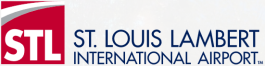 STL
ST. LOUIS LAMBERT
INTERNATIONAL AIRPORT™